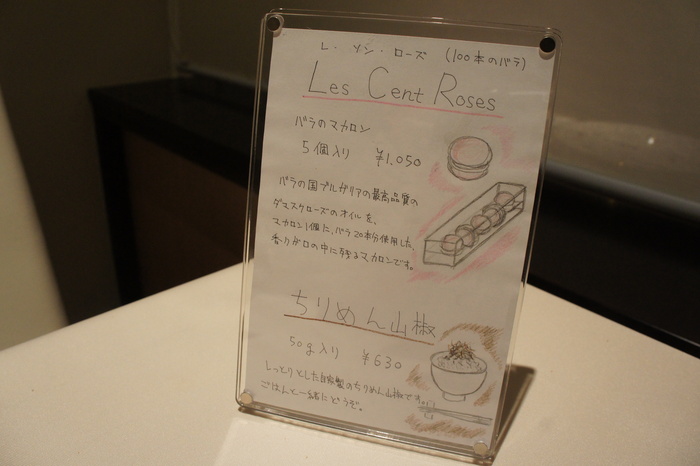 レ・ソン・ローズ (100本のバラ)
Les Cent Roses
バラのマカロン
5個入り ¥1,050
バラの国ブルガリアの最高品質の
ダマスクローズのオイルを、
マカロン1個に、バラ20本分使用した、
香りが口の中に残るマカロンです。
ちりめん山椒
50g入り ¥630
しっとりとした自家製のちりめん山椒です。
ごはんと一緒にどうぞ。